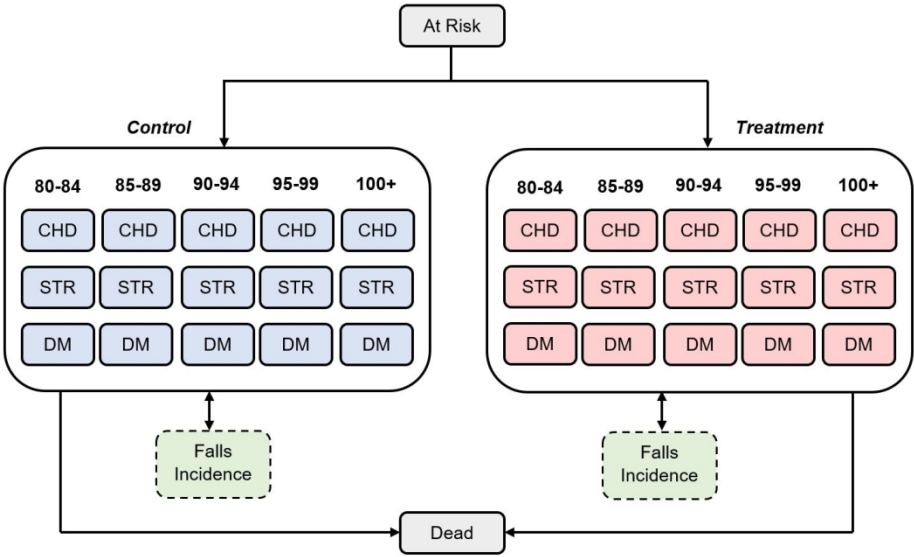 At Risk
Control
Treatment
80-84 85-89 90-94 95-99 100+
CHD CHD CHD CHD CHD
STR STR STR STR STR
DM DM DM DM DM
80-84 85-89 90-94 95-99 100+
CHD CHD CHD CHD CHD
STR STR STR STR STR
DM DM DM DM DM
Falls
Incidence
Falls
Incidence
Dead